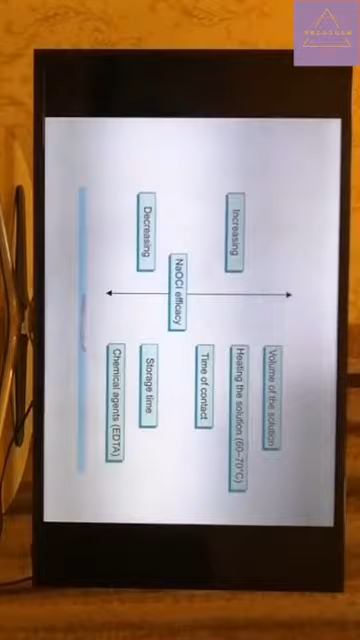 Volume of the solution
Increasing
Heating the solution (60–70°C)
Time of contact
NaOCl efficacy
Decreasing
Storage time
Chemical agents (EDTA)